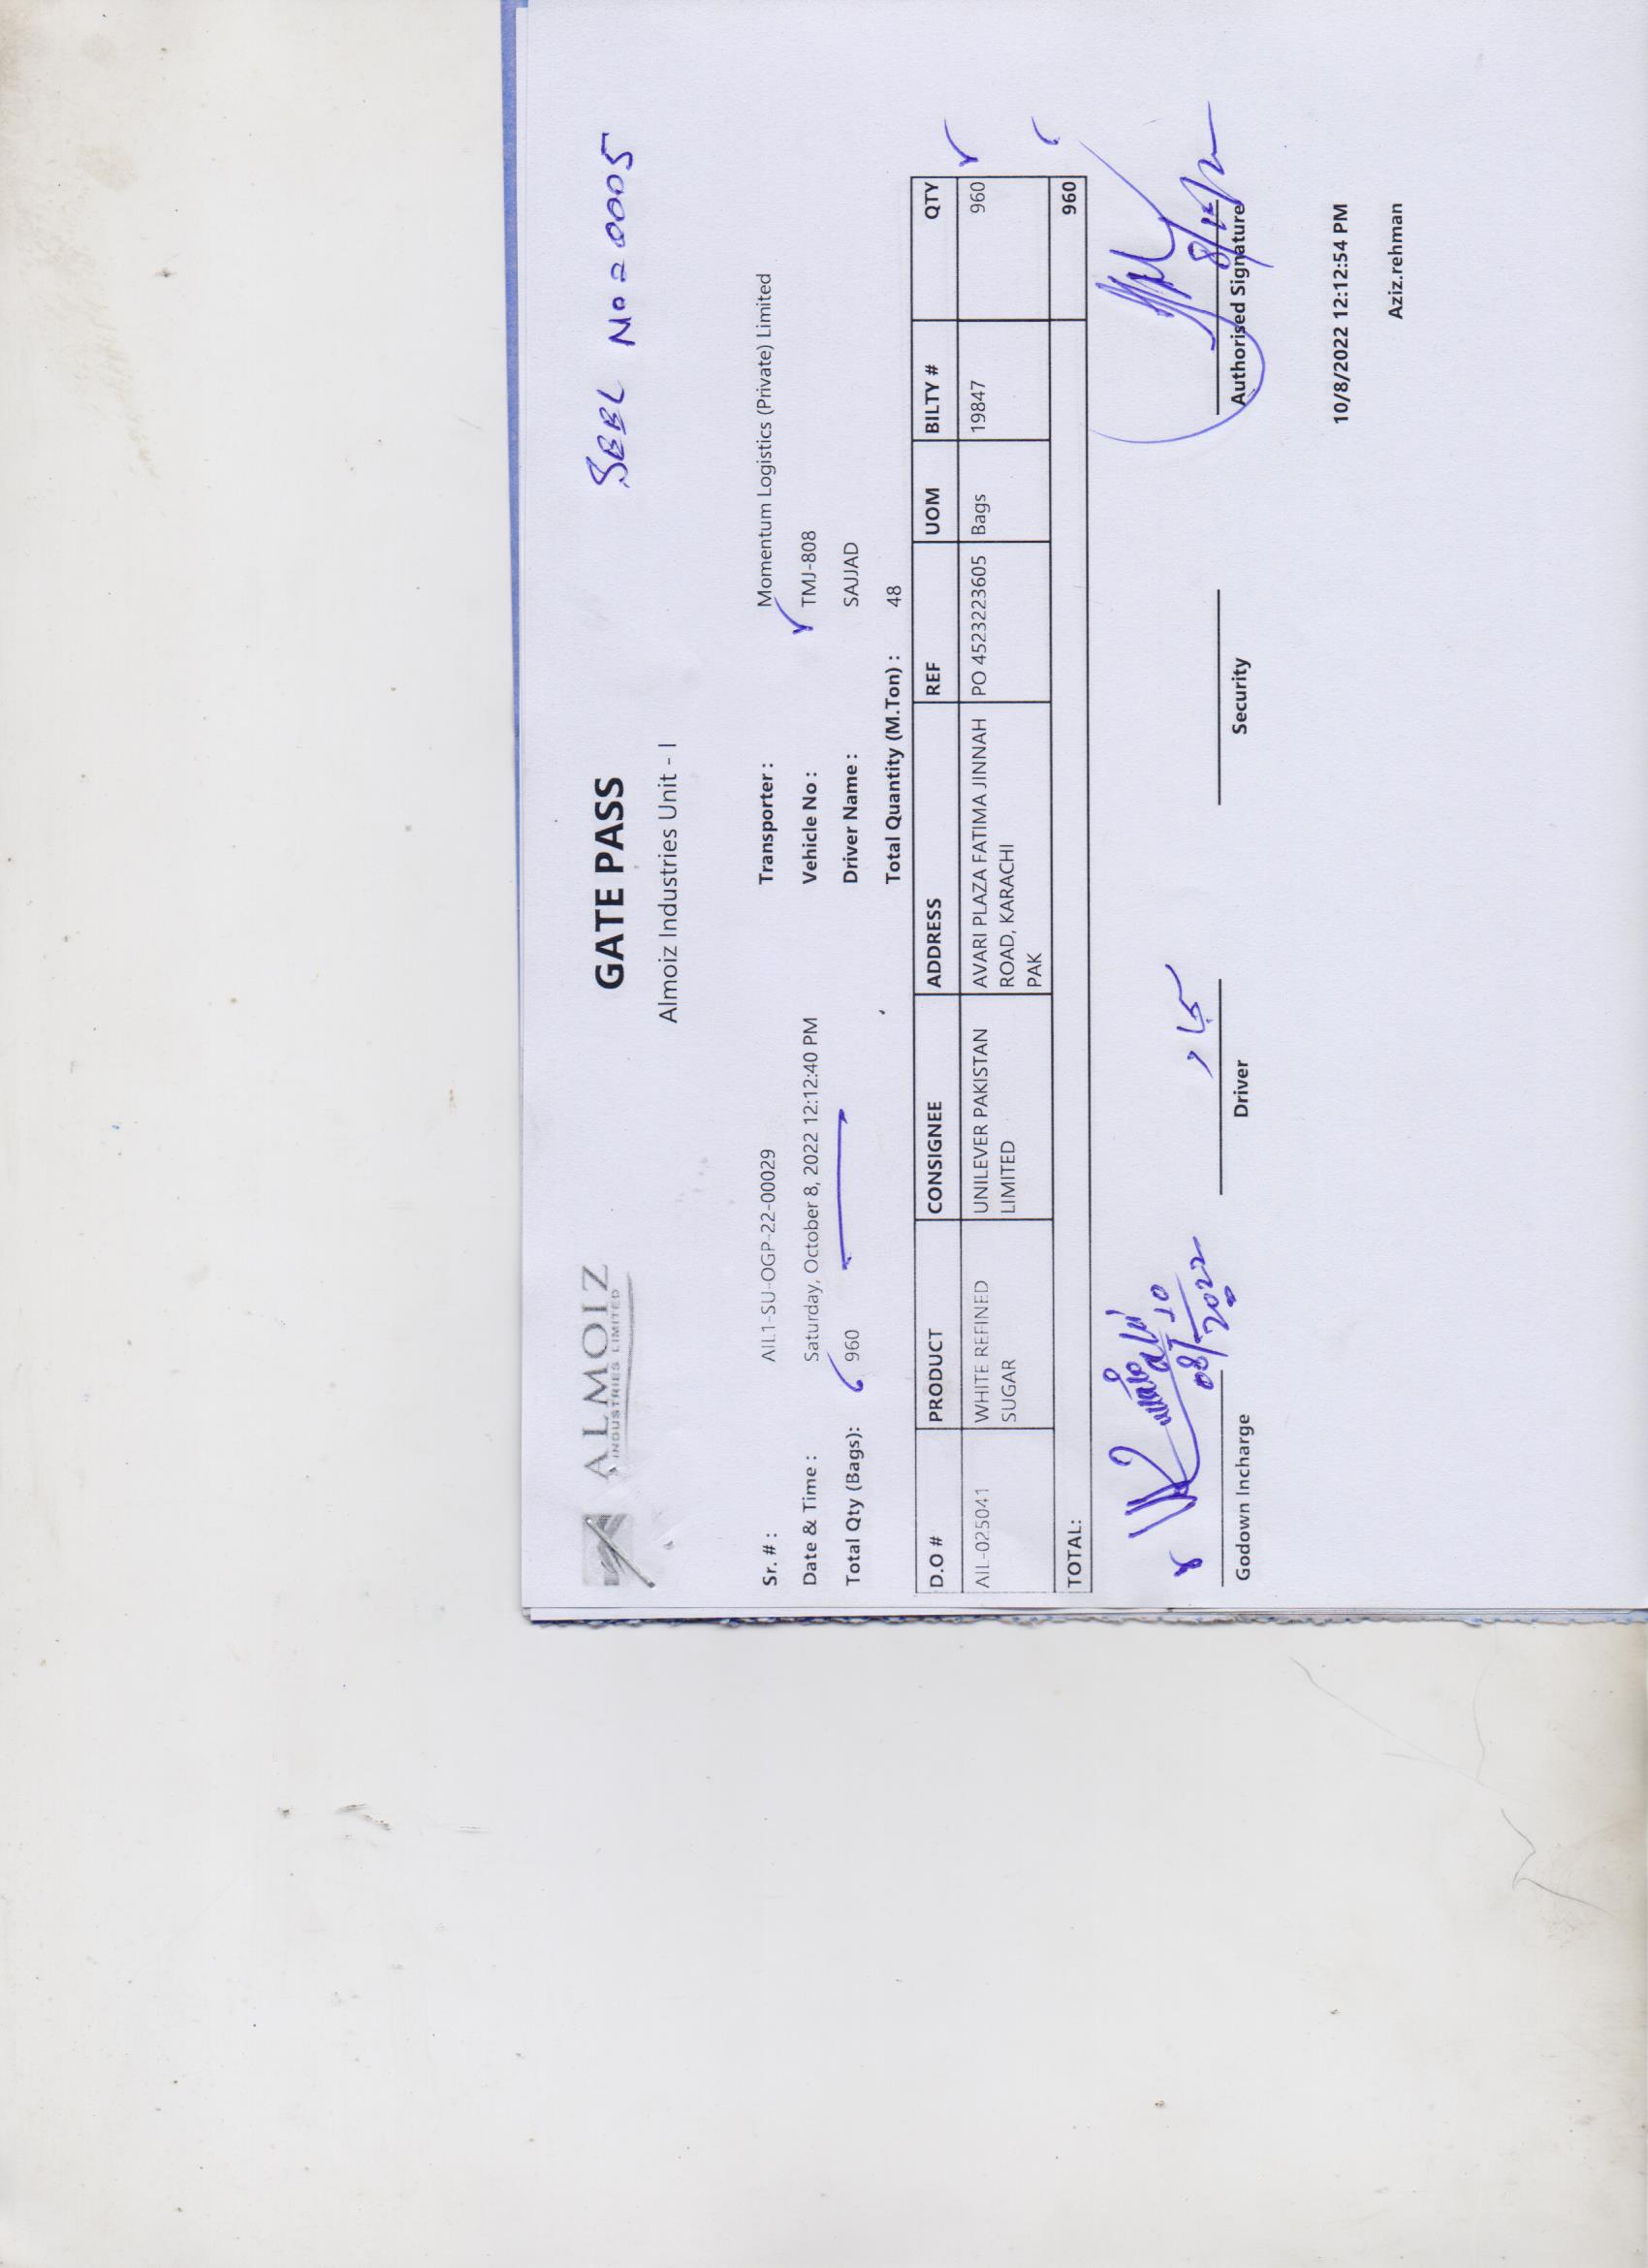 ALMOIZ
INDUSTRIES LIMITED
GATE PASS
Almoiz Industries Unit - I
SEEL No 20005
Sr. # : AIL1-SU-OGP-22-00029 Transporter : Momentum Logistics (Private) Limited
Date & Time : Saturday, October 8, 2022 12:12:40 PM Vehicle No : TMJ-808
Total Qty (Bags): 960 Driver Name : SAJJAD
Total Quantity (M.Ton) : 48
D.O # PRODUCT CONSIGNEE ADDRESS REF UOM BILTY # QTY
AIL-025041 WHITE REFINED SUGAR UNILEVER PAKISTAN LIMITED AVARI PLAZA FATIMA JINNAH ROAD, KARACHI PAK PO 4523223605 Bags 19847 960
TOTAL: 960
08/10
2022
سجاد
Godown Incharge Driver Security Authorised Signature
10/8/2022 12:12:54 PM
Aziz.rehman